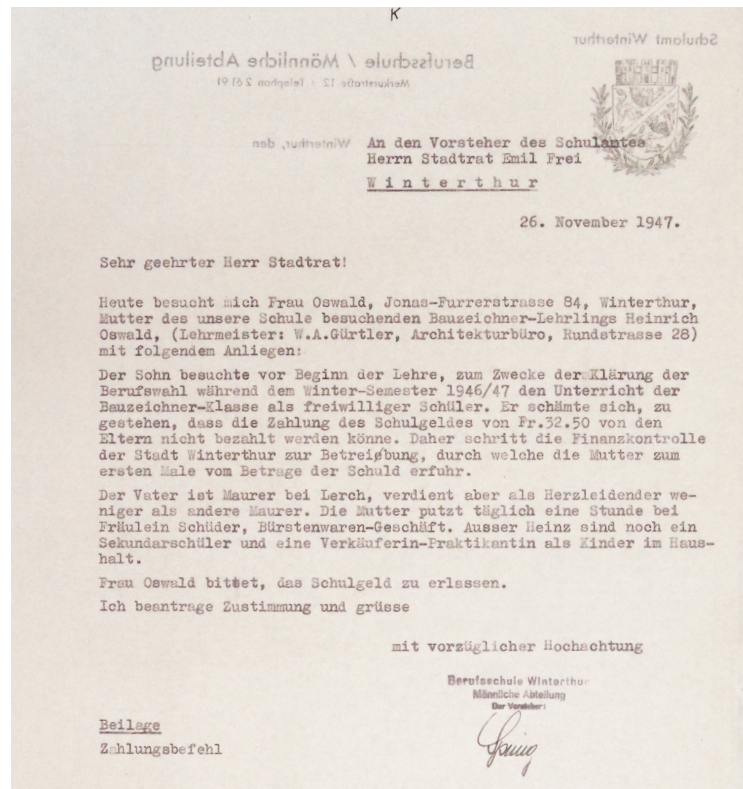 K
Schulamt Winterthur
Berufsschule / Männliche Abteilung
Merkurstraße 12 · Telephon 2 61 91
Winterthur, den
An den Vorsteher des Schulamtes
Herrn Stadtrat Emil Frei
Winterthur
26. November 1947.
Sehr geehrter Herr Stadtrat!
Heute besucht mich Frau Oswald, Jonas-Furrerstrasse 84, Winterthur,
Mutter des unsere Schule besuchenden Bauzeichner-Lehrlings Heinrich
Oswald, (Lehrmeister: W.A.Gürtler, Architekturbüro, Rundstrasse 28)
mit folgendem Anliegen:
Der Sohn besuchte vor Beginn der Lehre, zum Zwecke der Klärung der
Berufswahl während dem Winter-Semester 1946/47 den Unterricht der
Bauzeichner-Klasse als freiwilliger Schüler. Er schämte sich, zu
gestehen, dass die Zahlung des Schulgeldes von Fr.32.50 von den
Eltern nicht bezahlt werden könne. Daher schritt die Finanzkontrolle
der Stadt Winterthur zur Betreibung, durch welche die Mutter zum
ersten Male vom Betrage der Schuld erfuhr.
Der Vater ist Maurer bei Lerch, verdient aber als Herzleidender we-
niger als andere Maurer. Die Mutter putzt täglich eine Stunde bei
Fräulein Schüder, Bürstenwaren-Geschäft. Ausser Heinz sind noch ein
Sekundarschüler und eine Verkäuferin-Praktikantin als Kinder im Haus-
halt.
Frau Oswald bittet, das Schulgeld zu erlassen.
Ich beantrage Zustimmung und grüsse
mit vorzüglicher Hochachtung
Berufsschule Winterthur
Männliche Abteilung
Der Vorsteher:
Beilage
Zahlungsbefehl